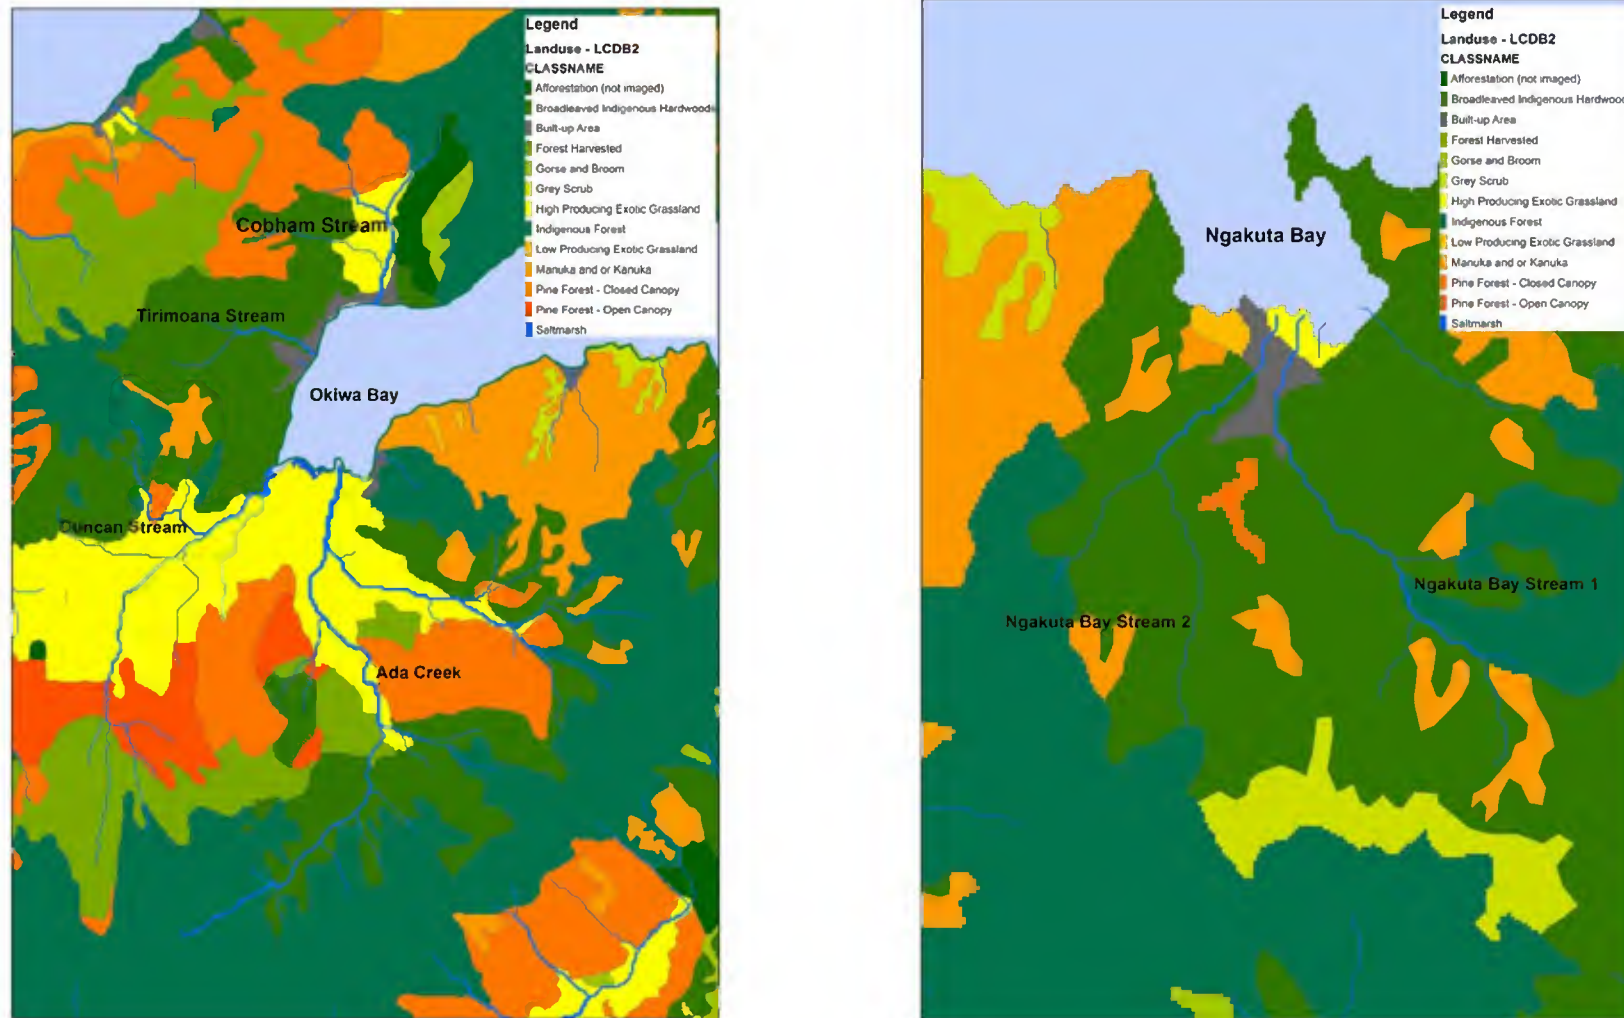 Legend
Landuse - LCDB2
CLASSNAME
Afforestation (not imaged)
Broadleaved Indigenous Hardwoods
Built-up Area
Forest Harvested
Gorse and Broom
Grey Scrub
High Producing Exotic Grassland
Indigenous Forest
Low Producing Exotic Grassland
Manuka and or Kanuka
Pine Forest - Closed Canopy
Pine Forest - Open Canopy
Saltmarsh
Cobham Stream
Tirimoana Stream
Okiwa Bay
Duncan Stream
Ada Creek
Legend
Landuse - LCDB2
CLASSNAME
Afforestation (not imaged)
Broadleaved Indigenous Hardwoo
Built-up Area
Forest Harvested
Gorse and Broom
Grey Scrub
High Producing Exotic Grassland
Indigenous Forest
Low Producing Exotic Grassland
Manuka and or Kanuka
Pine Forest - Closed Canopy
Pine Forest - Open Canopy
Saltmarsh
Ngakuta Bay
Ngakuta Bay Stream 1
Ngakuta Bay Stream 2